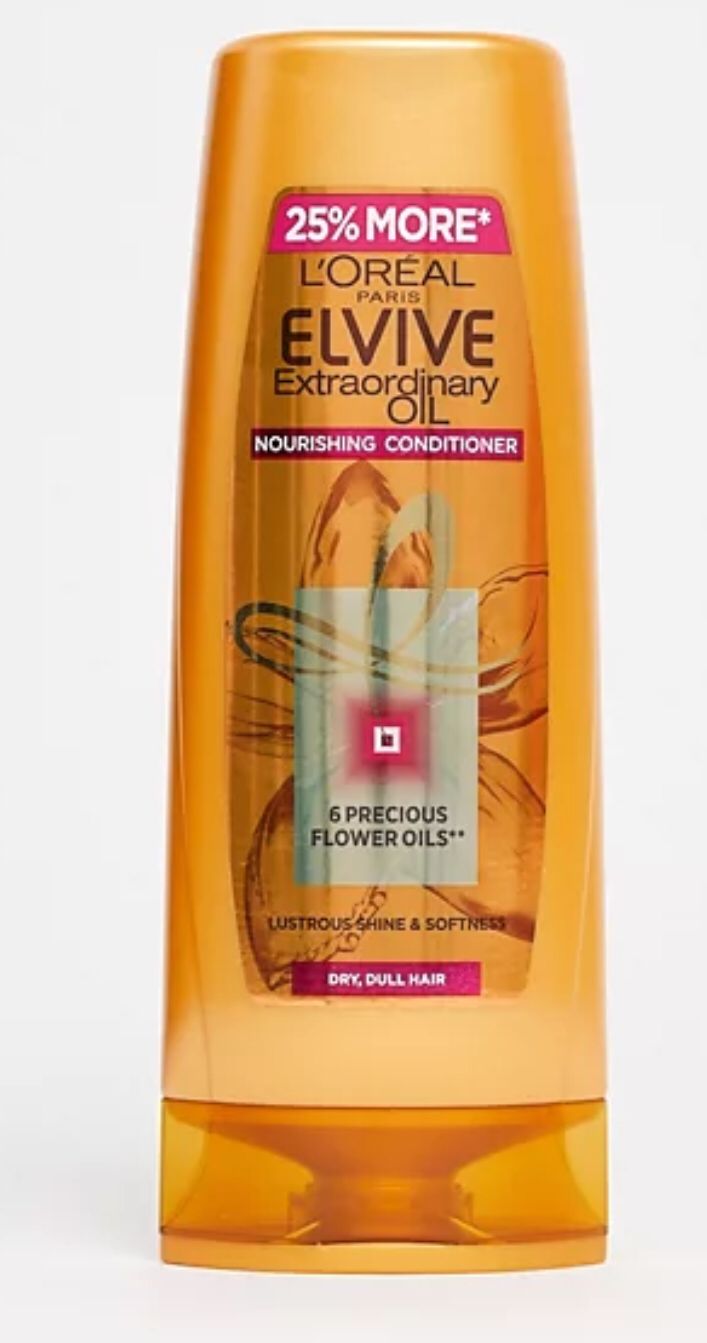 25% MORE*
L'ORÉAL
PARIS
ELVIVE
Extraordinary
OIL
NOURISHING CONDITIONER
6 PRECIOUS
FLOWER OILS**
LUSTROUS SHINE & SOFTNESS
DRY, DULL HAIR